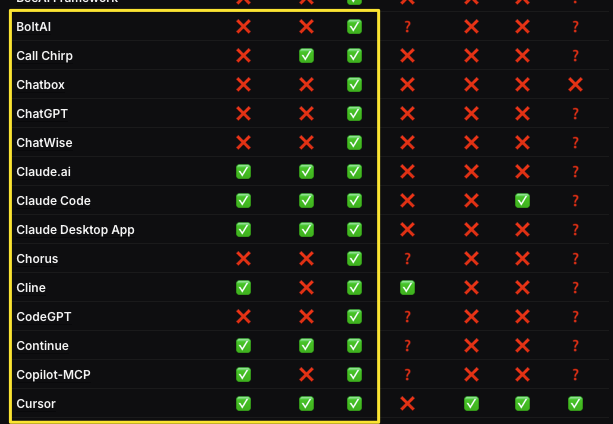 BoltAI ❌ ❌ ✅ ? ❌ ❌ ?
Call Chirp ❌ ✅ ✅ ❌ ❌ ❌ ?
Chatbox ❌ ❌ ✅ ❌ ❌ ❌ ❌
ChatGPT ❌ ❌ ✅ ❌ ❌ ❌ ?
ChatWise ❌ ❌ ✅ ❌ ❌ ❌ ?
Claude.ai ✅ ✅ ✅ ❌ ❌ ❌ ?
Claude Code ✅ ✅ ✅ ❌ ❌ ✅ ?
Claude Desktop App ✅ ✅ ✅ ❌ ❌ ❌ ?
Chorus ❌ ❌ ✅ ? ❌ ❌ ?
Cline ✅ ❌ ✅ ✅ ❌ ❌ ?
CodeGPT ❌ ❌ ✅ ? ❌ ❌ ?
Continue ✅ ✅ ✅ ? ❌ ❌ ?
Copilot-MCP ✅ ❌ ✅ ? ❌ ❌ ?
Cursor ✅ ✅ ✅ ❌ ✅ ✅ ✅